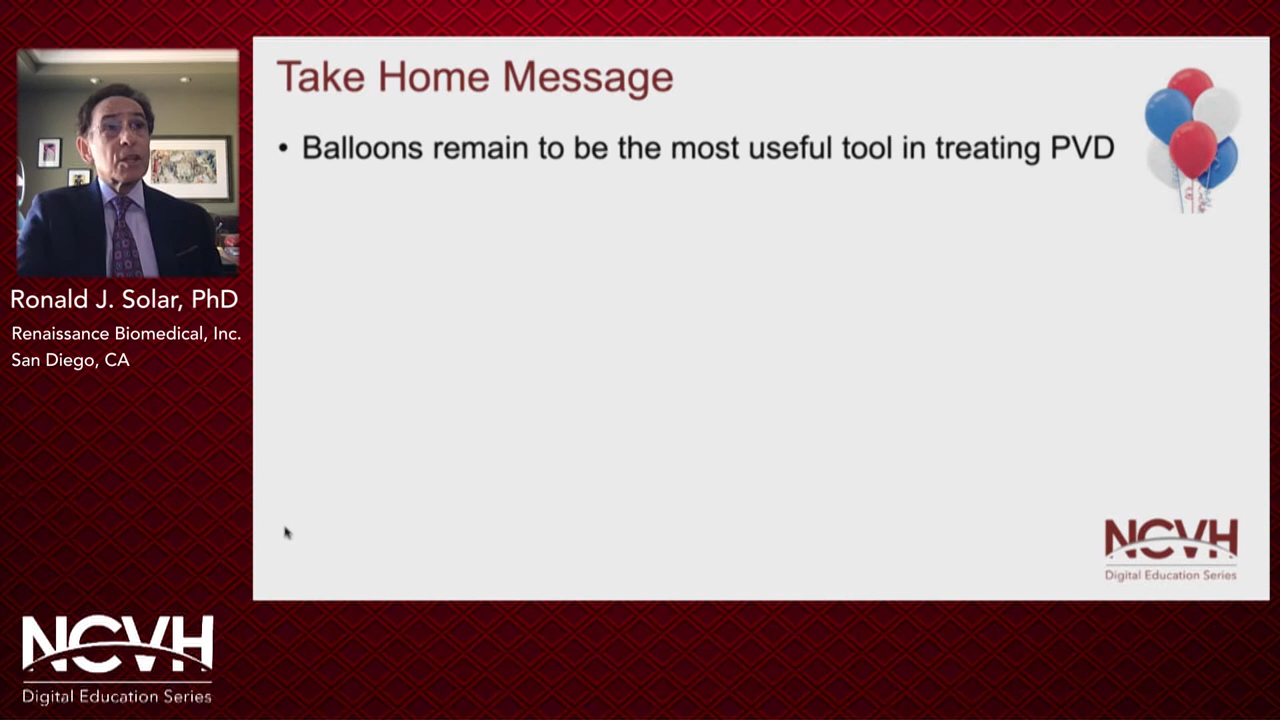 Take Home Message
• Balloons remain to be the most useful tool in treating PVD
Ronald J. Solar, PhD
Renaissance Biomedical, Inc.
San Diego, CA
NCVH
Digital Education Series
NCVH
Digital Education Series